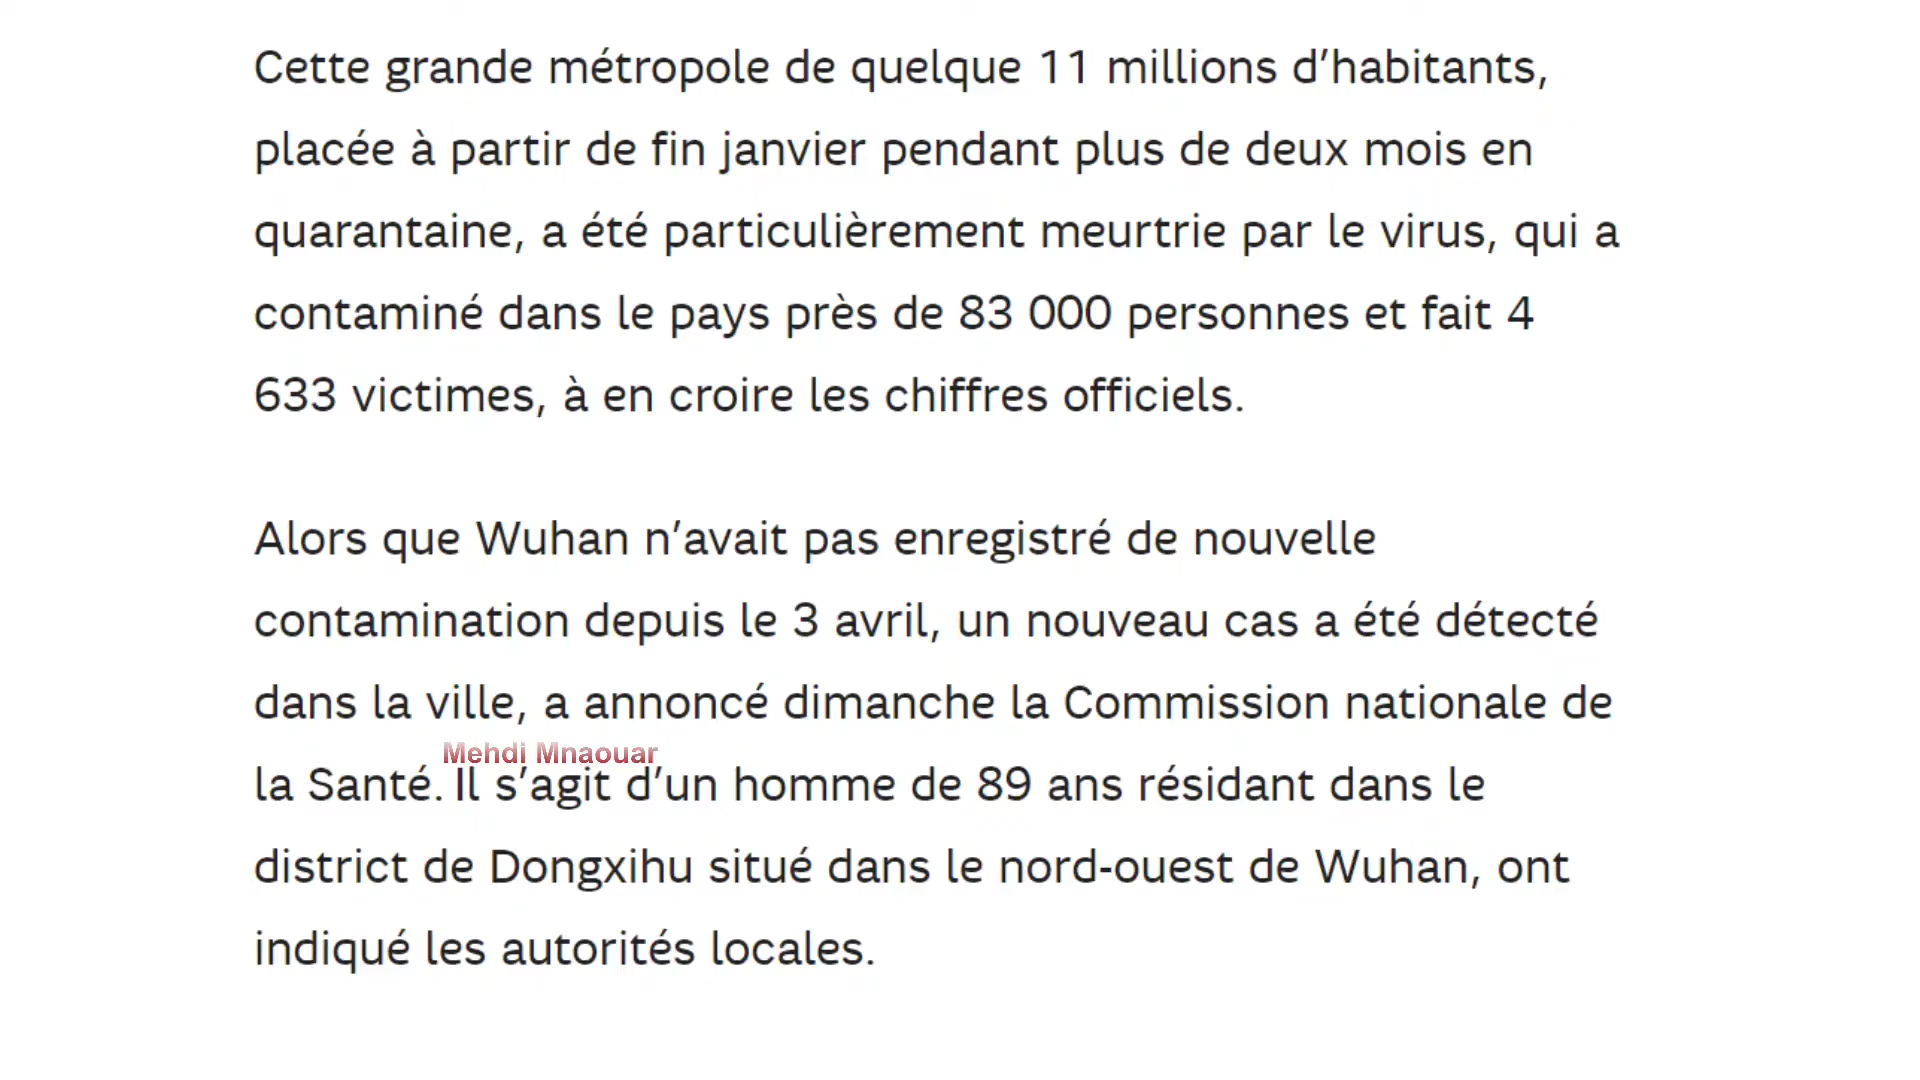 Cette grande métropole de quelque 11 millions d’habitants,
placée à partir de fin janvier pendant plus de deux mois en
quarantaine, a été particulièrement meurtrie par le virus, qui a
contaminé dans le pays près de 83 000 personnes et fait 4
633 victimes, à en croire les chiffres officiels.
Alors que Wuhan n’avait pas enregistré de nouvelle
contamination depuis le 3 avril, un nouveau cas a été détecté
dans la ville, a annoncé dimanche la Commission nationale de
Mehdi Mnaouar
la Santé. Il s’agit d’un homme de 89 ans résidant dans le
district de Dongxihu situé dans le nord-ouest de Wuhan, ont
indiqué les autorités locales.